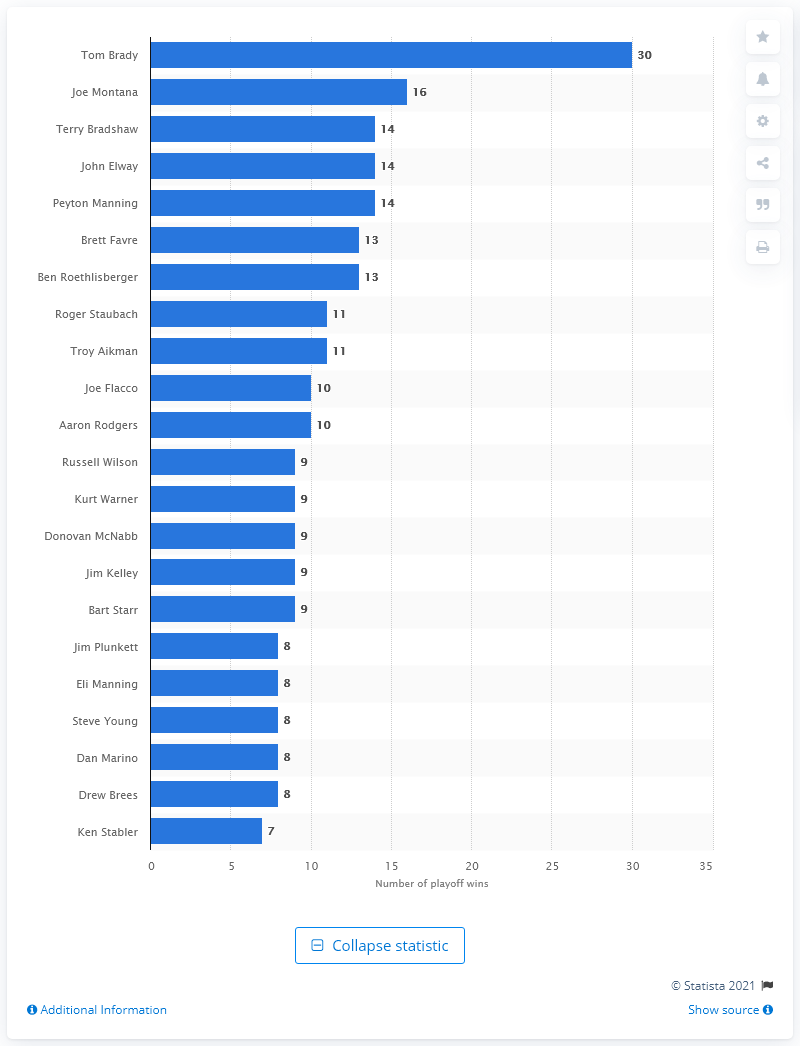 Tom Brady 30
Joe Montana 16
Terry Bradshaw 14
John Elway 14
Peyton Manning 14
Brett Favre 13
Ben Roethlisberger 13
Roger Staubach 11
Troy Aikman 11
Joe Flacco 10
Aaron Rodgers 10
Russell Wilson 9
Kurt Warner 9
Donovan McNabb 9
Jim Kelley 9
Bart Starr 9
Jim Plunkett 8
Eli Manning 8
Steve Young 8
Dan Marino 8
Drew Brees 8
Ken Stabler 7
0 5 10 15 20 25 30 35
Number of playoff wins
Collapse statistic
© Statista 2021
Additional Information Show source